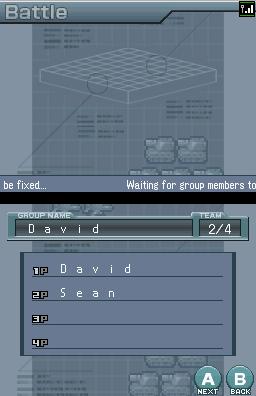 Battle
be fixed... Waiting for group members to
GROUP NAME TEAM
David 2/4
1P David
2P Sean
3P
4P
A B
NEXT BACK